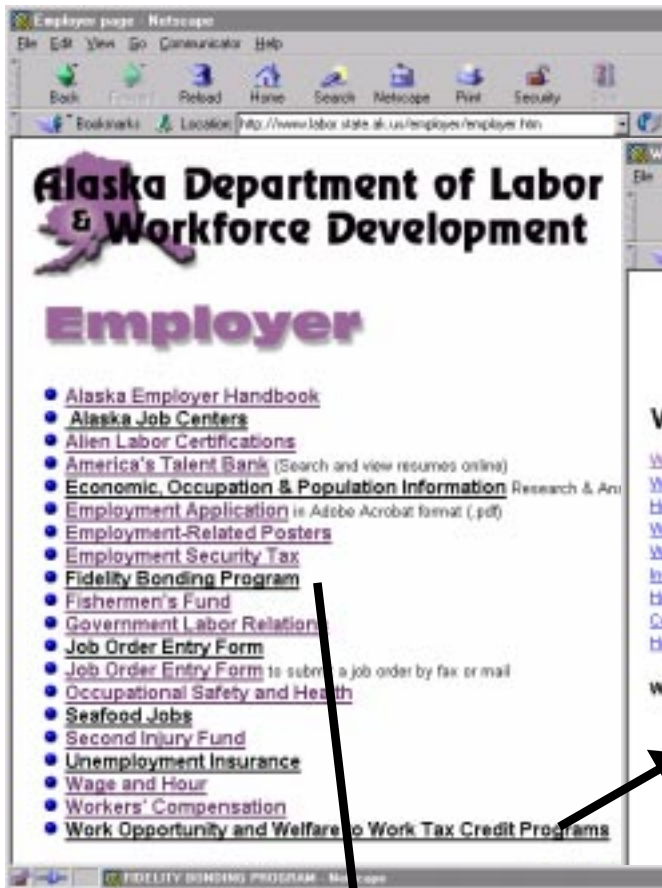 Employer page - Netscape
File Edit View Go Communicator Help
Back Forward Reload Home Search Netscape Print Security
Bookmarks Location: http://www.labor.state.ak.us/employer/employer.htm
Alaska Department of Labor
& Workforce Development
Employer
Alaska Employer Handbook
Alaska Job Centers
Alien Labor Certifications
America's Talent Bank (Search and view resumes online)
Economic, Occupation & Population Information Research &
Employment Application in Adobe Acrobat format (.pdf)
Employment-Related Posters
Employment Security Tax
Fidelity Bonding Program
Fishermen's Fund
Government Labor Relations
Job Order Entry Form
Job Order Entry Form to submit a job order by fax or mail
Occupational Safety and Health
Seafood Jobs
Second Injury Fund
Unemployment Insurance
Wage and Hour
Workers' Compensation
Work Opportunity and Welfare to Work Tax Credit Programs
FIDELITY BONDING PROGRAM - Netscape